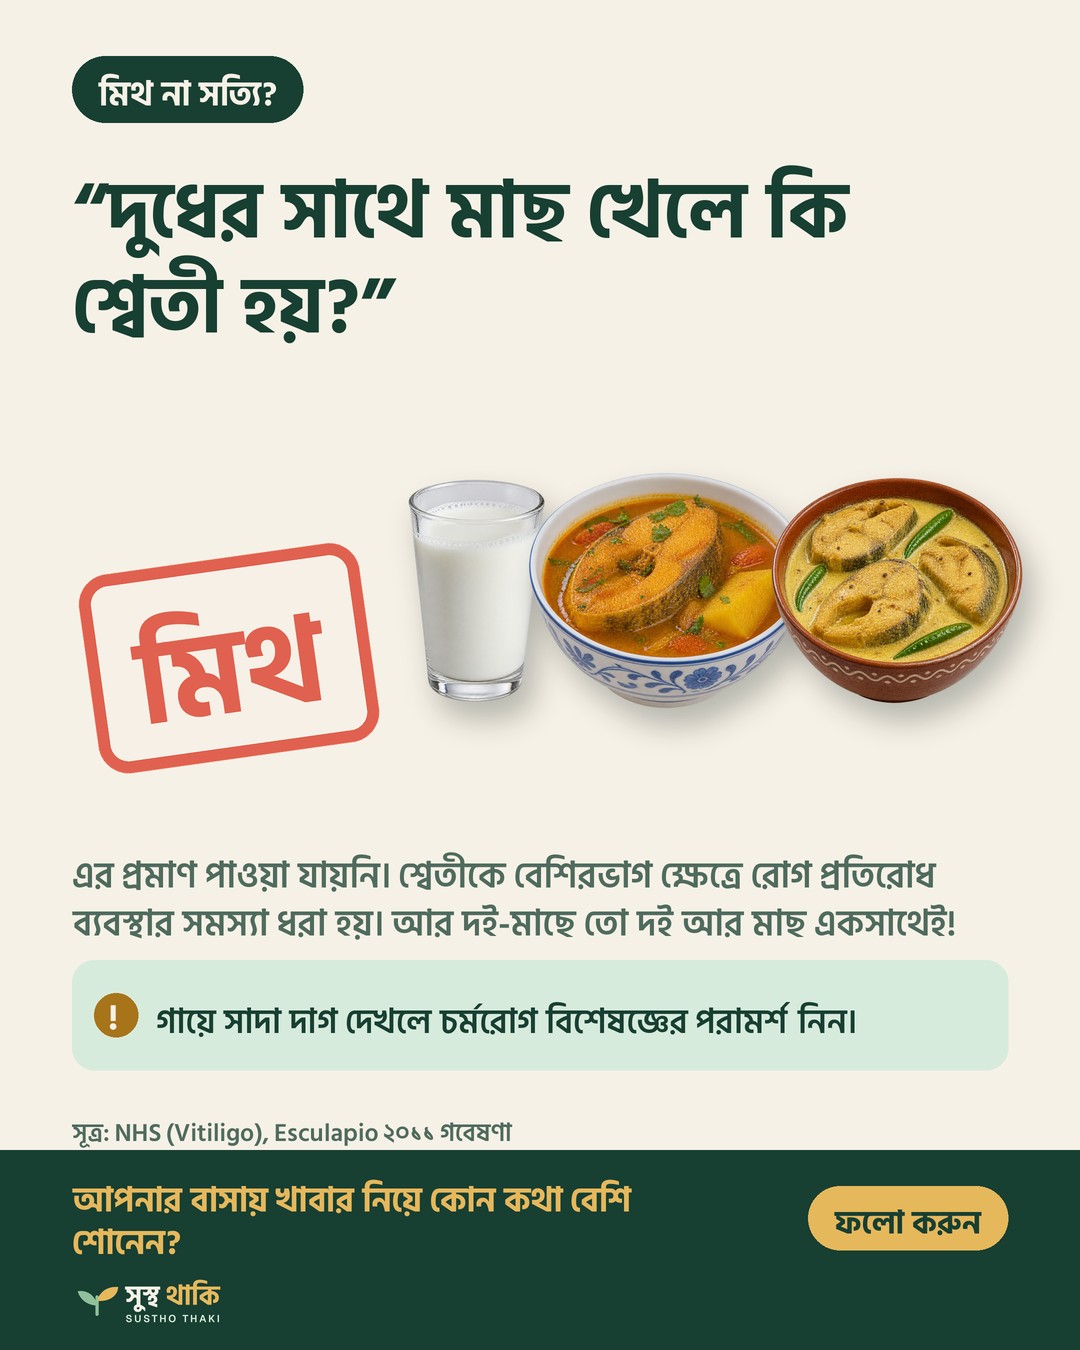 মিথ না সত্যি?
“দুধের সাথে মাছ খেলে কি
শ্বেতী হয়?”
মিথ
এর প্রমাণ পাওয়া যায়নি। শ্বেতীকে বেশিরভাগ ক্ষেত্রে রোগ প্রতিরোধ
ব্যবস্থার সমস্যা ধরা হয়। আর দই-মাছে তো দই আর মাছ একসাথেই!
! গায়ে সাদা দাগ দেখলে চর্মরোগ বিশেষজ্ঞের পরামর্শ নিন।
সূত্র: NHS (Vitiligo), Esculapio ২০১১ গবেষণা
আপনার বাসায় খাবার নিয়ে কোন কথা বেশি
শোনেন?
ফলো করুন
সুস্থ থাকি
SUSTHO THAKI